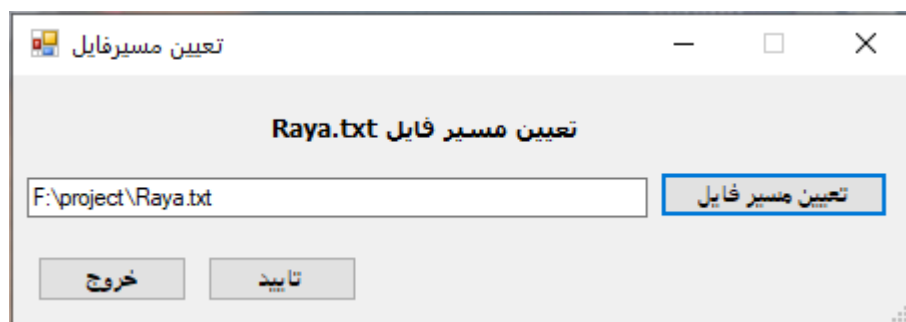 تعیین مسیرفایل
تعیین مسیر فایل Raya.txt
F:\project\Raya.txt
تعیین مسیر فایل
تایید
خروج